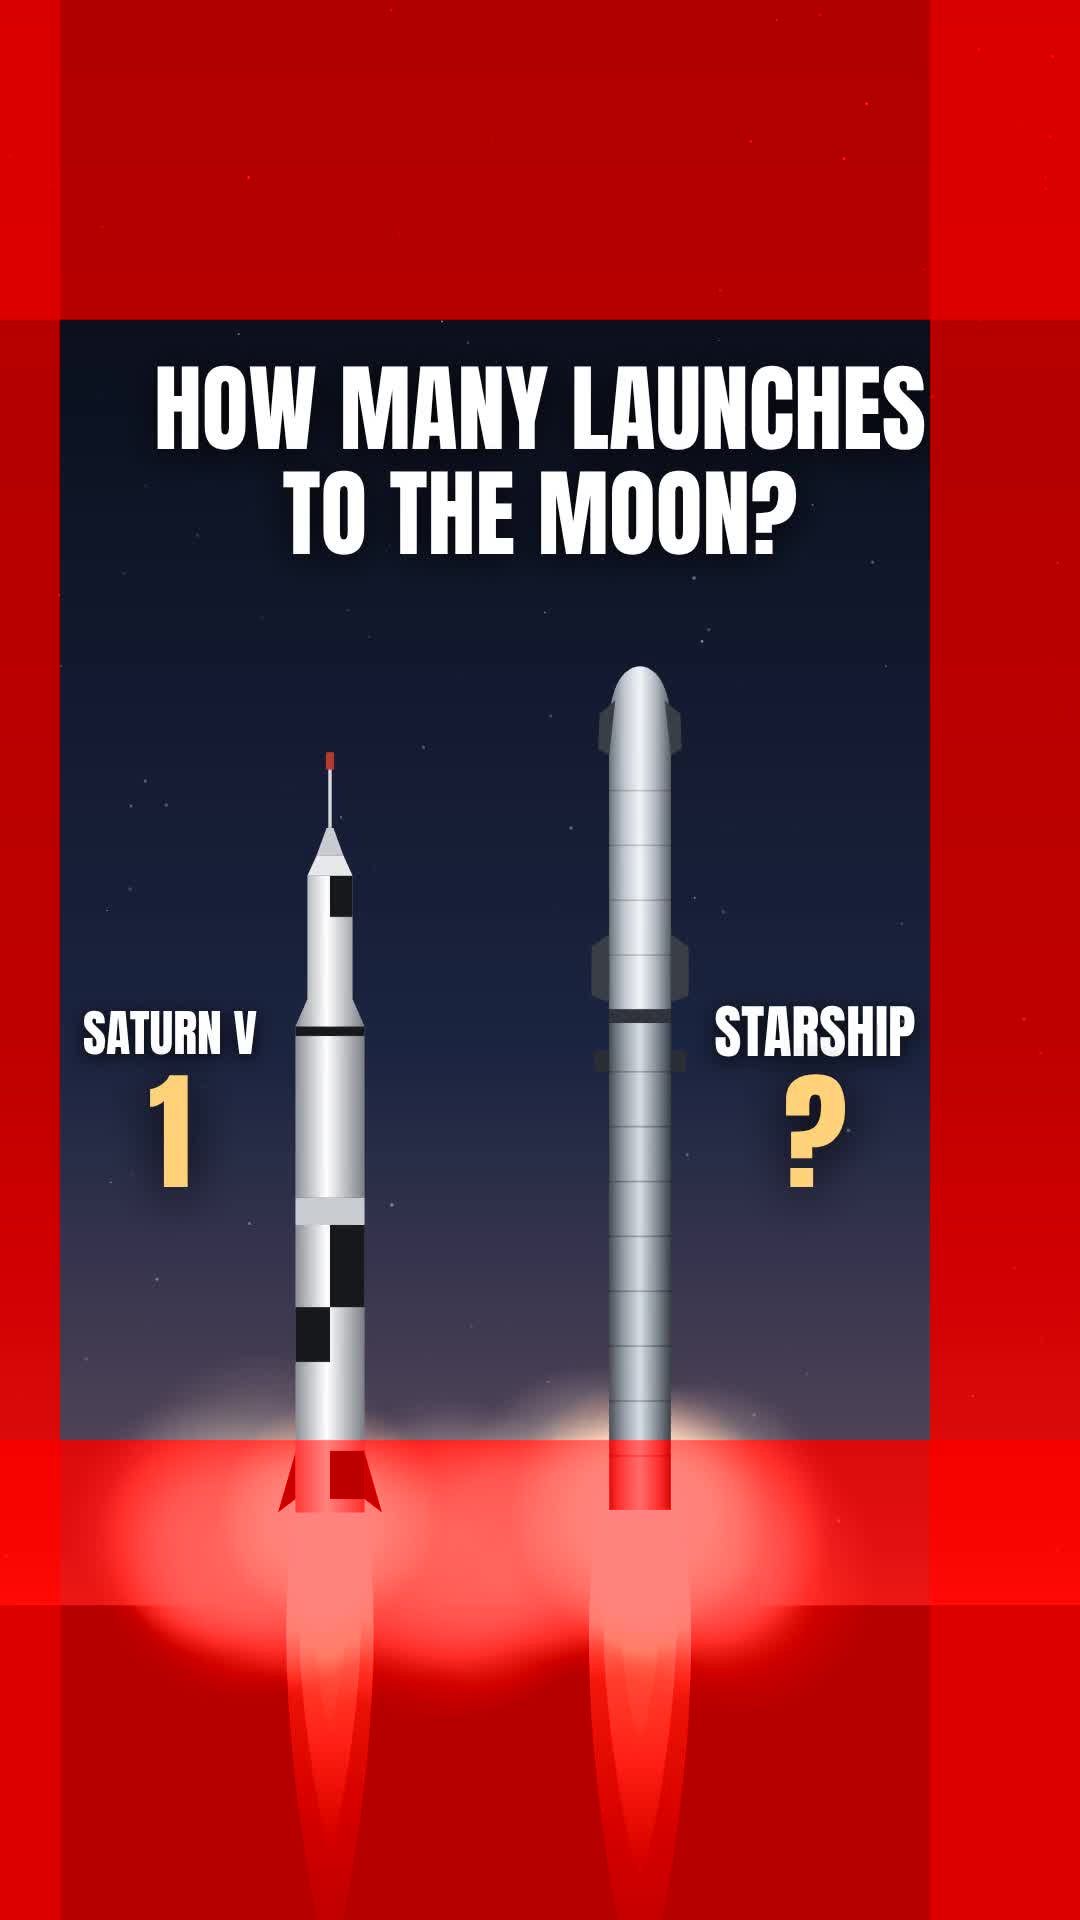 HOW MANY LAUNCHES
TO THE MOON?
SATURN V
1
STARSHIP
?